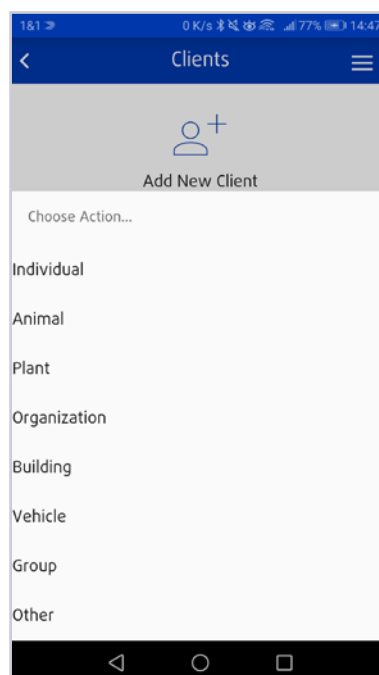 1&1 0 K/s 77% 14:47
Clients
Add New Client
Choose Action...
Individual
Animal
Plant
Organization
Building
Vehicle
Group
Other